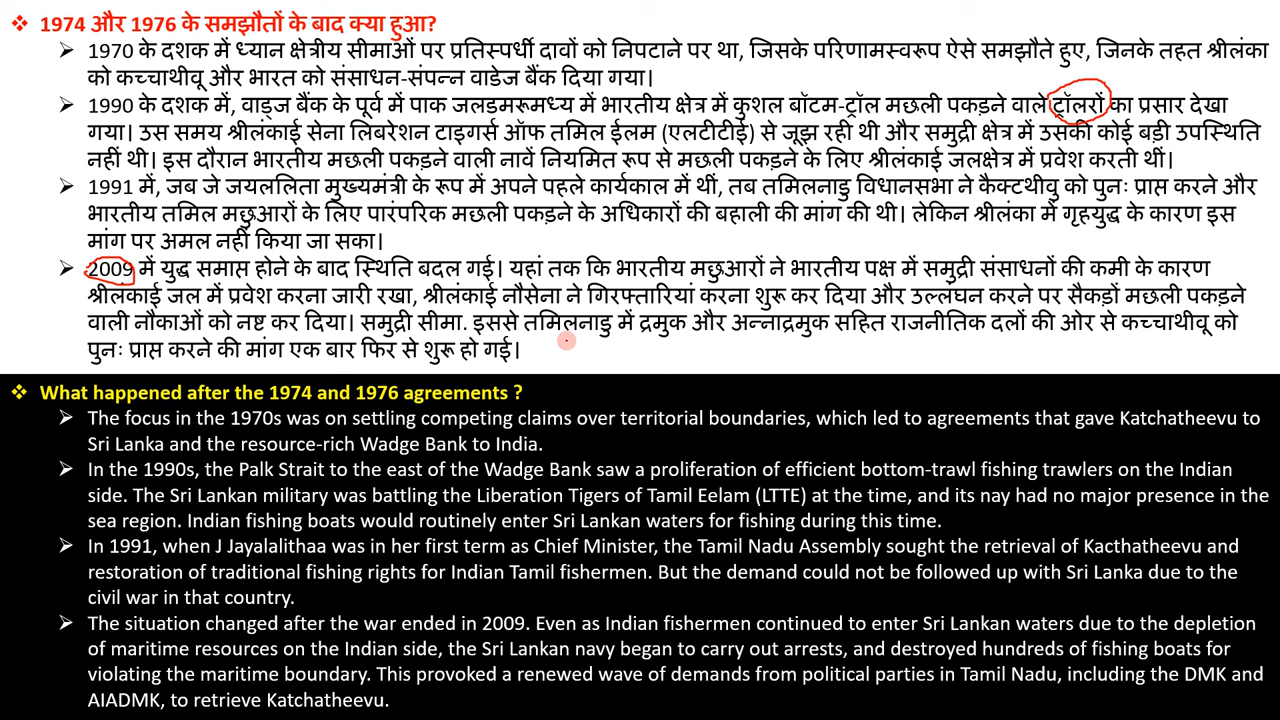 ❖ 1974 और 1976 के समझौतों के बाद क्या हुआ?
➢ 1970 के दशक में ध्यान क्षेत्रीय सीमाओं पर प्रतिस्पर्धी दावों को निपटाने पर था, जिसके परिणामस्वरूप ऐसे समझौते हुए, जिनके तहत श्रीलंका
को कच्चाथीवू और भारत को संसाधन-संपन्न वाडेज बैंक दिया गया।
➢ 1990 के दशक में, वाड्ज बैंक के पूर्व में पाक जलडमरूमध्य में भारतीय क्षेत्र में कुशल बॉटम-ट्रॉल मछली पकड़ने वाले ट्रॉलरों का प्रसार देखा
गया। उस समय श्रीलंकाई सेना लिबरेशन टाइगर्स ऑफ तमिल ईलम (एलटीटीई) से जूझ रही थी और समुद्री क्षेत्र में उसकी कोई बड़ी उपस्थिति
नहीं थी। इस दौरान भारतीय मछली पकड़ने वाली नावें नियमित रूप से मछली पकड़ने के लिए श्रीलंकाई जलक्षेत्र में प्रवेश करती थीं।
➢ 1991 में, जब जे जयललिता मुख्यमंत्री के रूप में अपने पहले कार्यकाल में थीं, तब तमिलनाडु विधानसभा ने कैक्टथीवु को पुनः प्राप्त करने और
भारतीय तमिल मछुआरों के लिए पारंपरिक मछली पकड़ने के अधिकारों की बहाली की मांग की थी। लेकिन श्रीलंका में गृहयुद्ध के कारण इस
मांग पर अमल नहीं किया जा सका।
➢ 2009 में युद्ध समाप्त होने के बाद स्थिति बदल गई। यहां तक कि भारतीय मछुआरों ने भारतीय पक्ष में समुद्री संसाधनों की कमी के कारण
श्रीलंकाई जल में प्रवेश करना जारी रखा, श्रीलंकाई नौसेना ने गिरफ्तारियां करना शुरू कर दिया और उल्लंघन करने पर सैकड़ों मछली पकड़ने
वाली नौकाओं को नष्ट कर दिया। समुद्री सीमा. इससे तमिलनाडु में द्रमुक और अन्नाद्रमुक सहित राजनीतिक दलों की ओर से कच्चाथीवू को
पुनः प्राप्त करने की मांग एक बार फिर से शुरू हो गई।
❖ What happened after the 1974 and 1976 agreements ?
➢ The focus in the 1970s was on settling competing claims over territorial boundaries, which led to agreements that gave Katchatheevu to
Sri Lanka and the resource-rich Wadge Bank to India.
➢ In the 1990s, the Palk Strait to the east of the Wadge Bank saw a proliferation of efficient bottom-trawl fishing trawlers on the Indian
side. The Sri Lankan military was battling the Liberation Tigers of Tamil Eelam (LTTE) at the time, and its nay had no major presence in the
sea region. Indian fishing boats would routinely enter Sri Lankan waters for fishing during this time.
➢ In 1991, when J Jayalalithaa was in her first term as Chief Minister, the Tamil Nadu Assembly sought the retrieval of Kacthatheevu and
restoration of traditional fishing rights for Indian Tamil fishermen. But the demand could not be followed up with Sri Lanka due to the
civil war in that country.
➢ The situation changed after the war ended in 2009. Even as Indian fishermen continued to enter Sri Lankan waters due to the depletion
of maritime resources on the Indian side, the Sri Lankan navy began to carry out arrests, and destroyed hundreds of fishing boats for
violating the maritime boundary. This provoked a renewed wave of demands from political parties in Tamil Nadu, including the DMK and
AIADMK, to retrieve Katchatheevu.